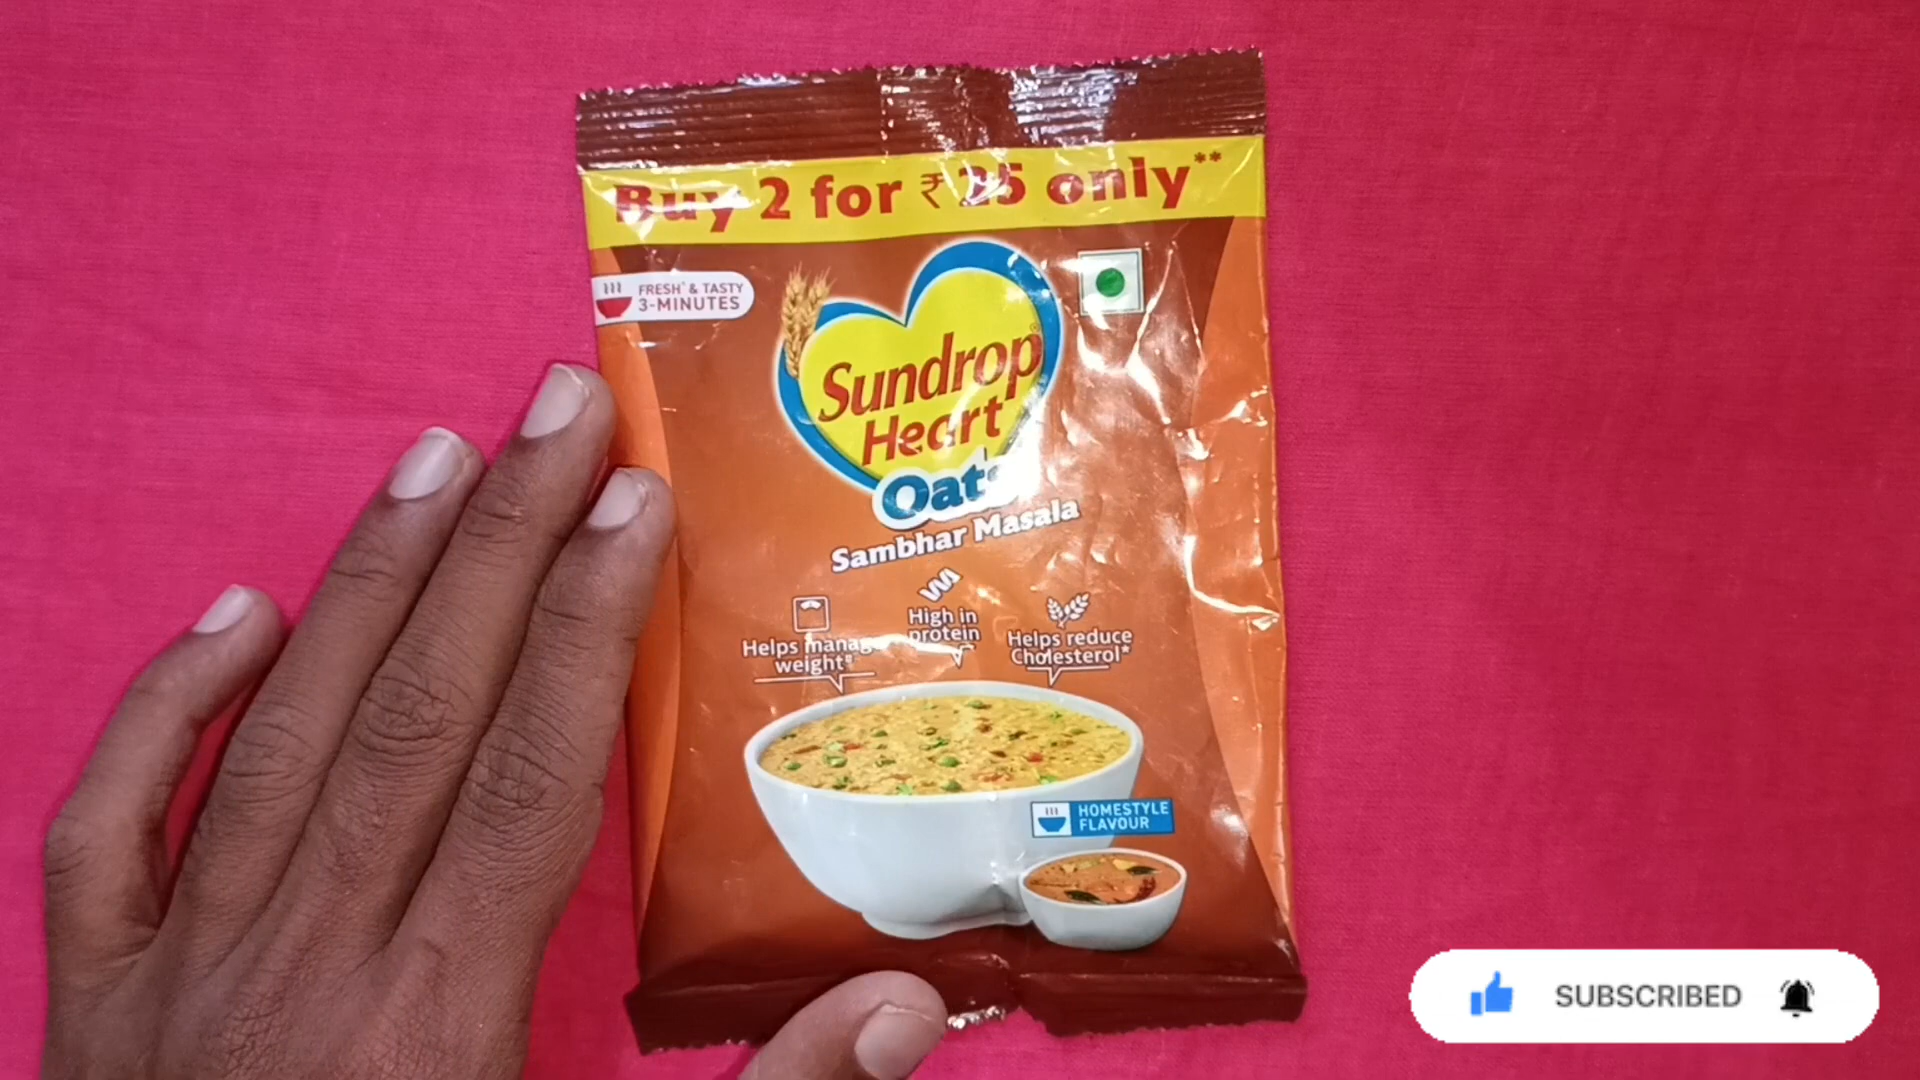 Buy 2 for ₹ 25 only**
FRESH* & TASTY
3-MINUTES
Sundrop®
Heart
Oats
Sambhar Masala
High in
protein
Helps manage
weight
Helps reduce
Cholesterol*
HOMESTYLE
FLAVOUR
SUBSCRIBED